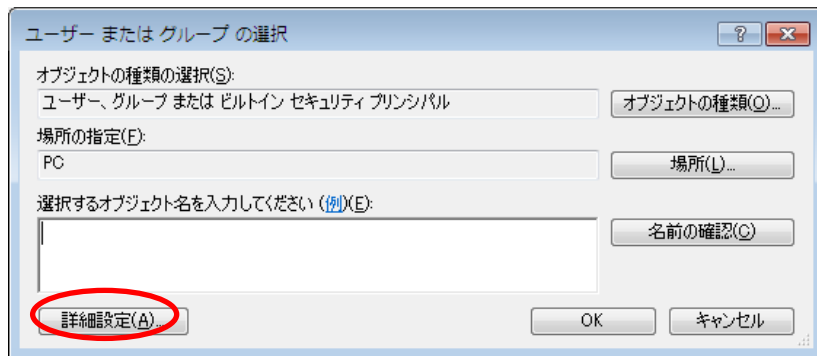 ユーザー または グループ の選択
オブジェクトの種類の選択(S):
ユーザー、グループ または ビルトイン セキュリティ プリンシパル
オブジェクトの種類(O)...
場所の指定(F):
PC
場所(L)...
選択するオブジェクト名を入力してください (例)(E):
名前の確認(C)
詳細設定(A)...
OK
キャンセル